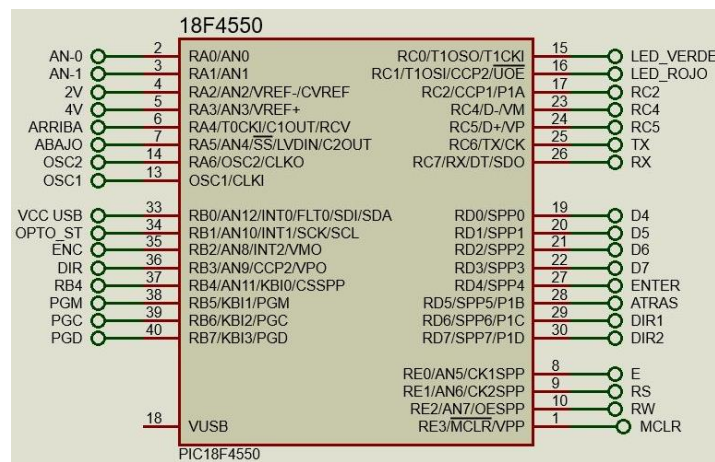 18F4550
AN-0 2 RA0/AN0 RC0/T1OSO/T1CKI 15 LED_VERDE
AN-1 3 RA1/AN1 RC1/T1OSI/CCP2/UOE 16 LED_ROJO
2V 4 RA2/AN2/VREF-/CVREF RC2/CCP1/P1A 17 RC2
4V 5 RA3/AN3/VREF+ RC4/D-/VM 23 RC4
ARRIBA 6 RA4/T0CKI/C1OUT/RCV RC5/D+/VP 24 RC5
ABAJO 7 RA5/AN4/SS/LVDIN/C2OUT RC6/TX/CK 25 TX
OSC2 14 RA6/OSC2/CLKO RC7/RX/DT/SDO 26 RX
OSC1 13 OSC1/CLKI
VCC USB 33 RB0/AN12/INT0/FLT0/SDI/SDA RD0/SPP0 19 D4
OPTO_ST 34 RB1/AN10/INT1/SCK/SCL RD1/SPP1 20 D5
ENC 35 RB2/AN8/INT2/VMO RD2/SPP2 21 D6
DIR 36 RB3/AN9/CCP2/VPO RD3/SPP3 22 D7
RB4 37 RB4/AN11/KBI0/CSSPP RD4/SPP4 27 ENTER
PGM 38 RB5/KBI1/PGM RD5/SPP5/P1B 28 ATRAS
PGC 39 RB6/KBI2/PGC RD6/SPP6/P1C 29 DIR1
PGD 40 RB7/KBI3/PGD RD7/SPP7/P1D 30 DIR2
RE0/AN5/CK1SPP 8 E
RE1/AN6/CK2SPP 9 RS
RE2/AN7/OESPP 10 RW
18 VUSB RE3/MCLR/VPP 1 MCLR
PIC18F4550